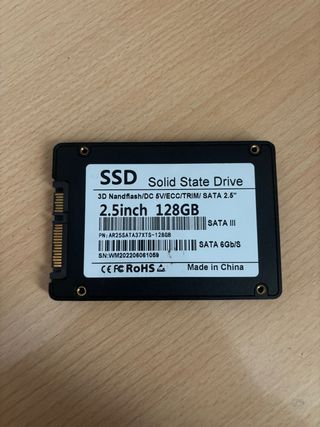 SSD Solid State Drive
3D Nandflash/DC 5V/ECC/TRIM/ SATA 2.5"
2.5inch 128GB
SATA III
PN:AR25SATA37XTS-128GB
SATA 6Gb/S
SN:WM202206061059
CE FC RoHS Made in China